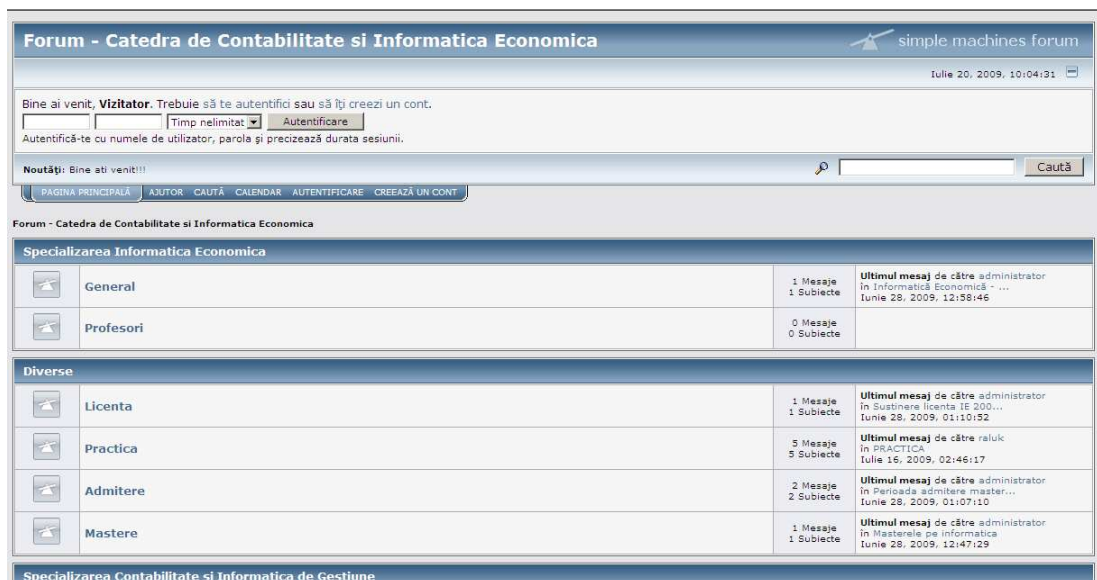 Forum - Catedra de Contabilitate si Informatica Economica
simple machines forum
Iulie 20, 2009, 10:04:31
Bine ai venit, Vizitator. Trebuie să te autentifici sau să îţi creezi un cont.
Timp nelimitat Autentificare
Autentifică-te cu numele de utilizator, parola şi precizează durata sesiunii.
Noutăţi: Bine ati venit!!!
Caută
PAGINA PRINCIPALĂ AJUTOR CAUTĂ CALENDAR AUTENTIFICARE CREEAZĂ UN CONT
Forum - Catedra de Contabilitate si Informatica Economica
Specializarea Informatica Economica
General
1 Mesaje
1 Subiecte
Ultimul mesaj de către administrator
în Informatică Economică - ...
Iunie 28, 2009, 12:58:46
Profesori
0 Mesaje
0 Subiecte
Diverse
Licenta
1 Mesaje
1 Subiecte
Ultimul mesaj de către administrator
în Sustinere licenta IE 200...
Iunie 28, 2009, 01:10:52
Practica
5 Mesaje
5 Subiecte
Ultimul mesaj de către raluk
în PRACTICA
Iulie 16, 2009, 02:46:17
Admitere
2 Mesaje
2 Subiecte
Ultimul mesaj de către administrator
în Perioada admitere master...
Iunie 28, 2009, 01:07:10
Mastere
1 Mesaje
1 Subiecte
Ultimul mesaj de către administrator
în Masterele pe informatica
Iunie 28, 2009, 12:47:29
Specializarea Contabilitate si Informatica de Gestiune